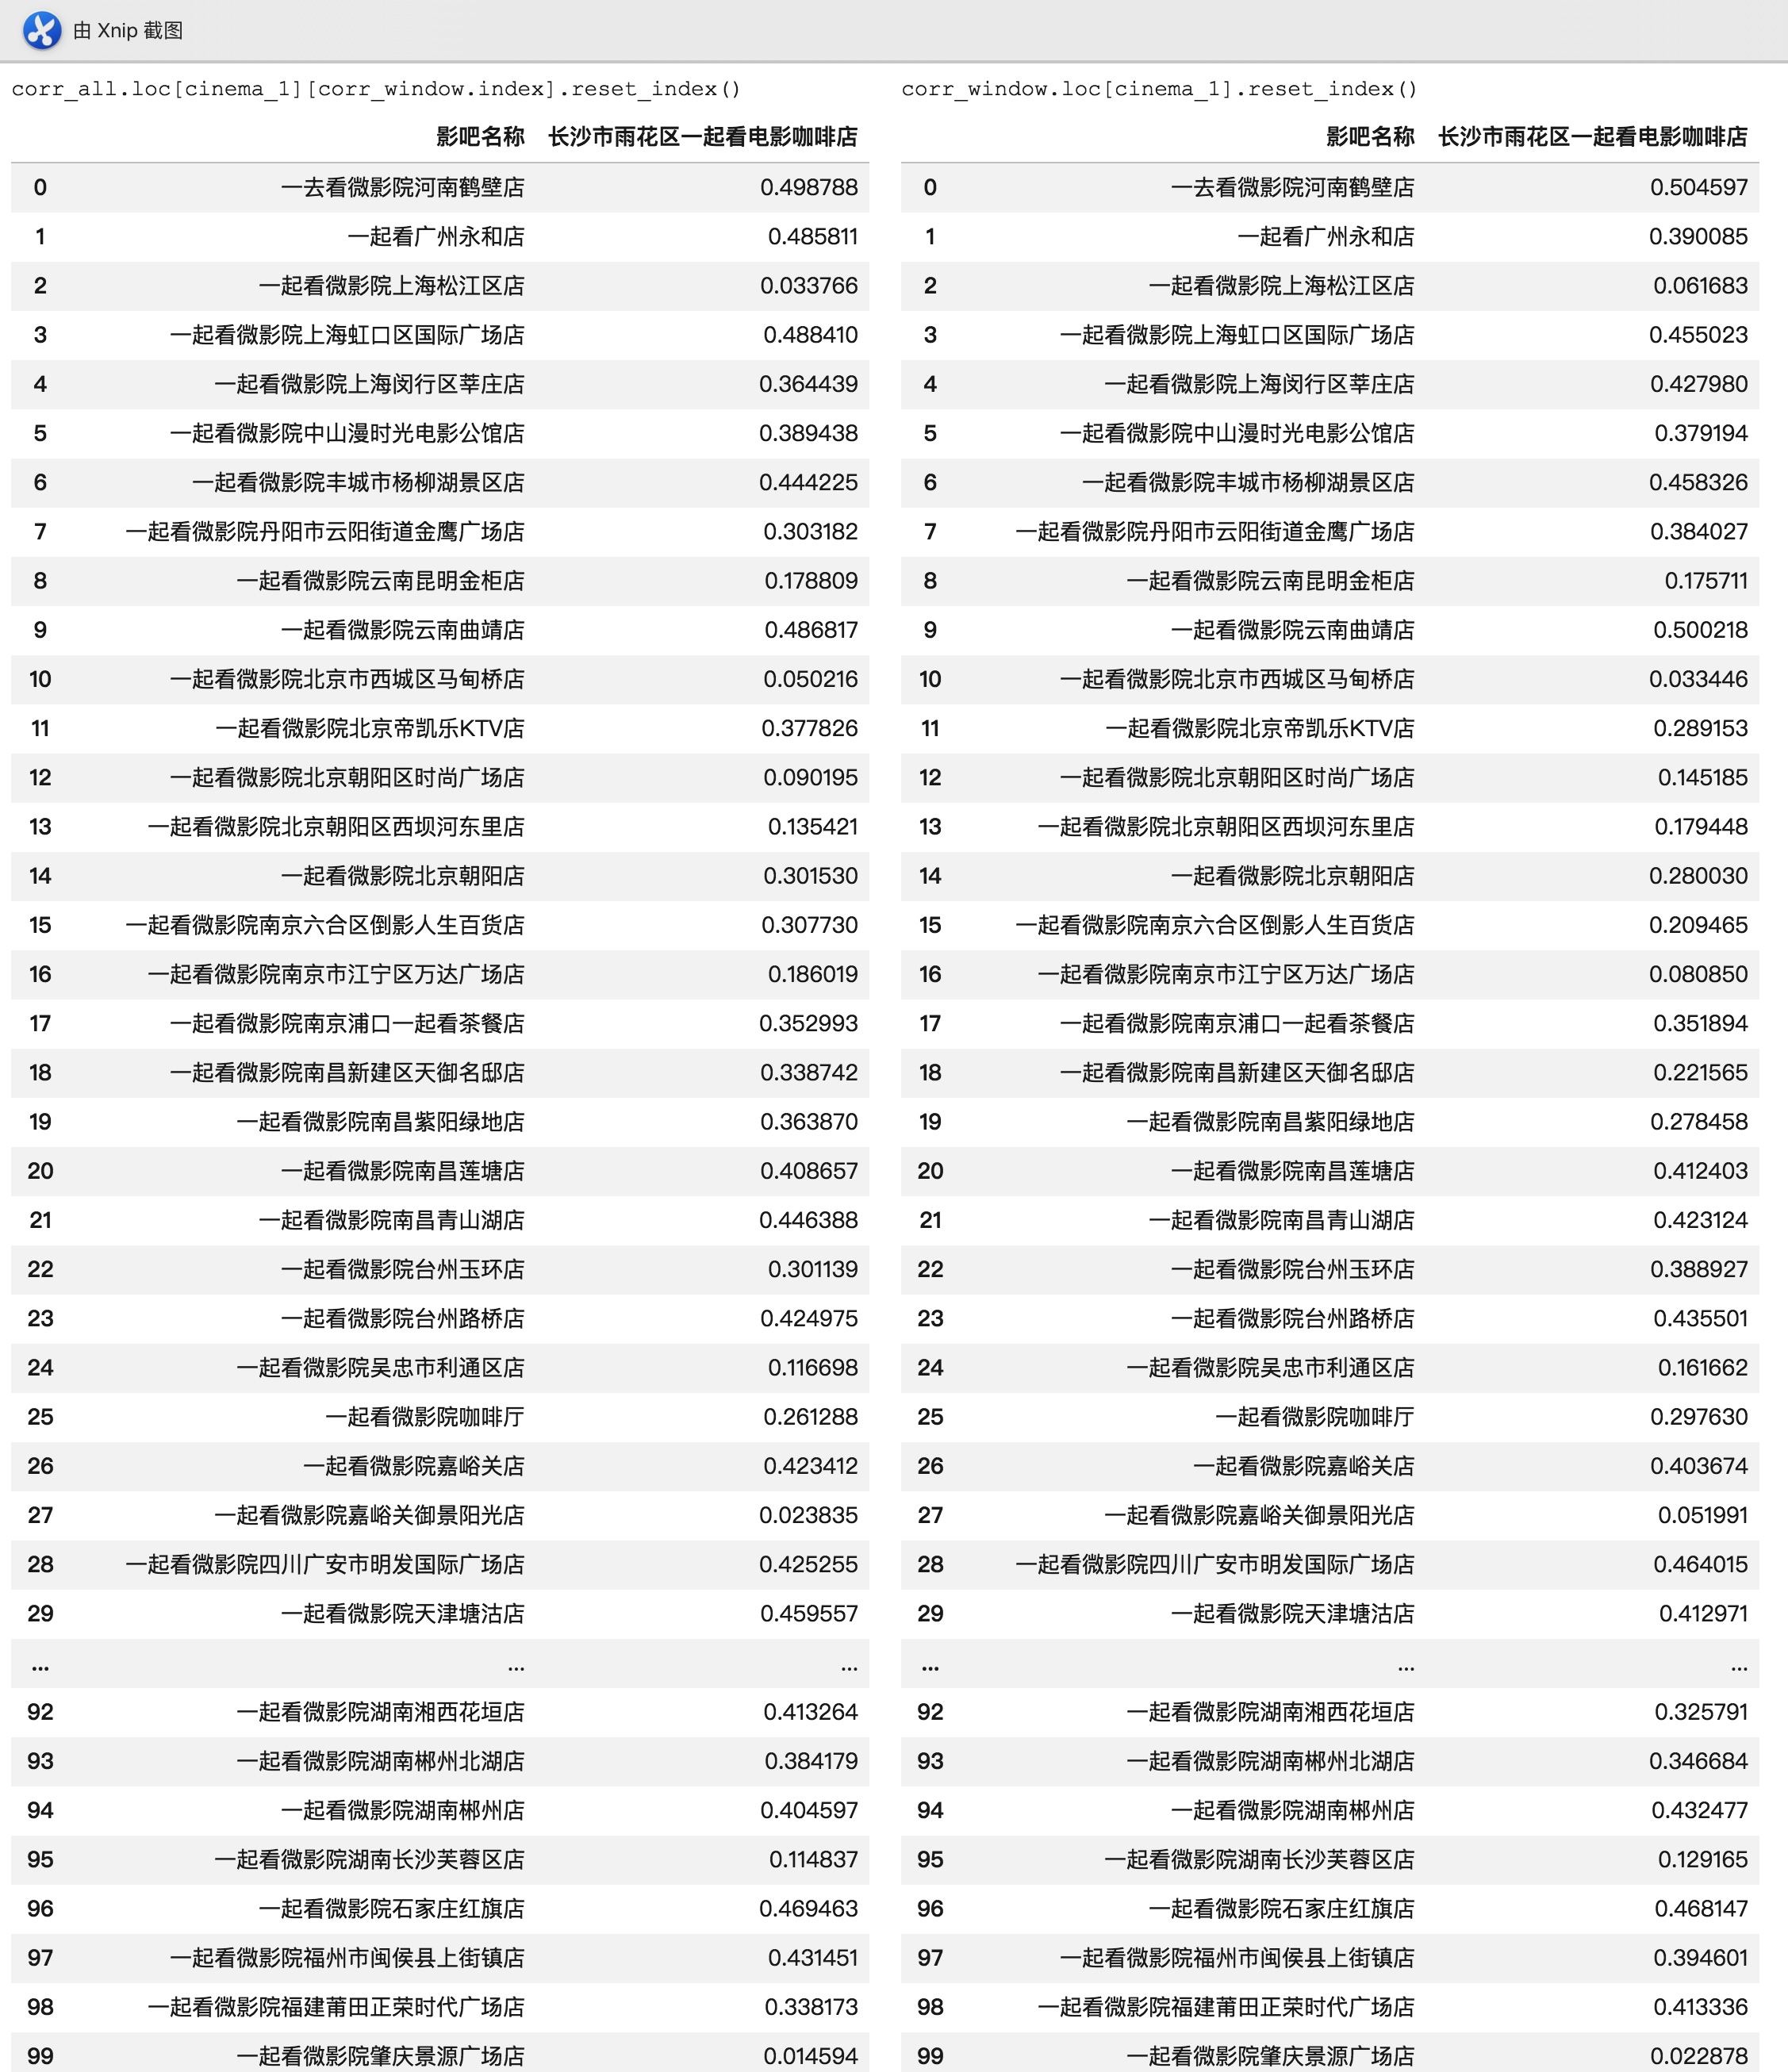 由 Xnip 截图
corr_all.loc[cinema_1][corr_window.index].reset_index()
影吧名称 长沙市雨花区一起看电影咖啡店
0 一去看微影院河南鹤壁店 0.498788
1 一起看广州永和店 0.485811
2 一起看微影院上海松江区店 0.033766
3 一起看微影院上海虹口区国际广场店 0.488410
4 一起看微影院上海闵行区莘庄店 0.364439
5 一起看微影院中山漫时光电影公馆店 0.389438
6 一起看微影院丰城市杨柳湖景区店 0.444225
7 一起看微影院丹阳市云阳街道金鹰广场店 0.303182
8 一起看微影院云南昆明金柜店 0.178809
9 一起看微影院云南曲靖店 0.486817
10 一起看微影院北京市西城区马甸桥店 0.050216
11 一起看微影院北京帝凯乐KTV店 0.377826
12 一起看微影院北京朝阳区时尚广场店 0.090195
13 一起看微影院北京朝阳区西坝河东里店 0.135421
14 一起看微影院北京朝阳店 0.301530
15 一起看微影院南京六合区倒影人生百货店 0.307730
16 一起看微影院南京市江宁区万达广场店 0.186019
17 一起看微影院南京浦口一起看茶餐店 0.352993
18 一起看微影院南昌新建区天御名邸店 0.338742
19 一起看微影院南昌紫阳绿地店 0.363870
20 一起看微影院南昌莲塘店 0.408657
21 一起看微影院南昌青山湖店 0.446388
22 一起看微影院台州玉环店 0.301139
23 一起看微影院台州路桥店 0.424975
24 一起看微影院吴忠市利通区店 0.116698
25 一起看微影院咖啡厅 0.261288
26 一起看微影院嘉峪关店 0.423412
27 一起看微影院嘉峪关御景阳光店 0.023835
28 一起看微影院四川广安市明发国际广场店 0.425255
29 一起看微影院天津塘沽店 0.459557
... ... ...
92 一起看微影院湖南湘西花垣店 0.413264
93 一起看微影院湖南郴州北湖店 0.384179
94 一起看微影院湖南郴州店 0.404597
95 一起看微影院湖南长沙芙蓉区店 0.114837
96 一起看微影院石家庄红旗店 0.469463
97 一起看微影院福州市闽侯县上街镇店 0.431451
98 一起看微影院福建莆田正荣时代广场店 0.338173
99 一起看微影院肇庆景源广场店 0.014594
corr_window.loc[cinema_1].reset_index()
影吧名称 长沙市雨花区一起看电影咖啡店
0 一去看微影院河南鹤壁店 0.504597
1 一起看广州永和店 0.390085
2 一起看微影院上海松江区店 0.061683
3 一起看微影院上海虹口区国际广场店 0.455023
4 一起看微影院上海闵行区莘庄店 0.427980
5 一起看微影院中山漫时光电影公馆店 0.379194
6 一起看微影院丰城市杨柳湖景区店 0.458326
7 一起看微影院丹阳市云阳街道金鹰广场店 0.384027
8 一起看微影院云南昆明金柜店 0.175711
9 一起看微影院云南曲靖店 0.500218
10 一起看微影院北京市西城区马甸桥店 0.033446
11 一起看微影院北京帝凯乐KTV店 0.289153
12 一起看微影院北京朝阳区时尚广场店 0.145185
13 一起看微影院北京朝阳区西坝河东里店 0.179448
14 一起看微影院北京朝阳店 0.280030
15 一起看微影院南京六合区倒影人生百货店 0.209465
16 一起看微影院南京市江宁区万达广场店 0.080850
17 一起看微影院南京浦口一起看茶餐店 0.351894
18 一起看微影院南昌新建区天御名邸店 0.221565
19 一起看微影院南昌紫阳绿地店 0.278458
20 一起看微影院南昌莲塘店 0.412403
21 一起看微影院南昌青山湖店 0.423124
22 一起看微影院台州玉环店 0.388927
23 一起看微影院台州路桥店 0.435501
24 一起看微影院吴忠市利通区店 0.161662
25 一起看微影院咖啡厅 0.297630
26 一起看微影院嘉峪关店 0.403674
27 一起看微影院嘉峪关御景阳光店 0.051991
28 一起看微影院四川广安市明发国际广场店 0.464015
29 一起看微影院天津塘沽店 0.412971
... ... ...
92 一起看微影院湖南湘西花垣店 0.325791
93 一起看微影院湖南郴州北湖店 0.346684
94 一起看微影院湖南郴州店 0.432477
95 一起看微影院湖南长沙芙蓉区店 0.129165
96 一起看微影院石家庄红旗店 0.468147
97 一起看微影院福州市闽侯县上街镇店 0.394601
98 一起看微影院福建莆田正荣时代广场店 0.413336
99 一起看微影院肇庆景源广场店 0.022878